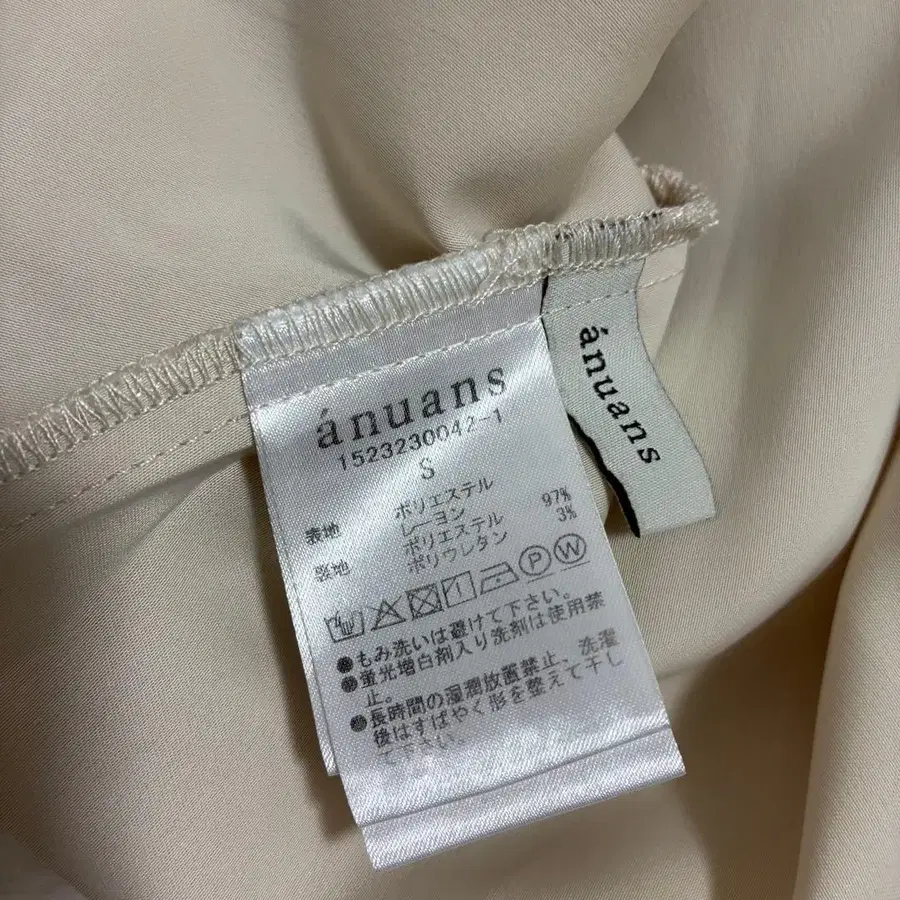 ánuans
1523230042-1
S
表地 ポリエステル 97%
レーヨン 3%
裏地 ポリエステル
ポリウレタン
P W
●もみ洗いは避けて下さい。
●蛍光増白剤入り洗剤は使用禁
止。
●長時間の湿潤放置禁止、洗濯
後はすばやく形を整えて干し
て下さい。
ánuans